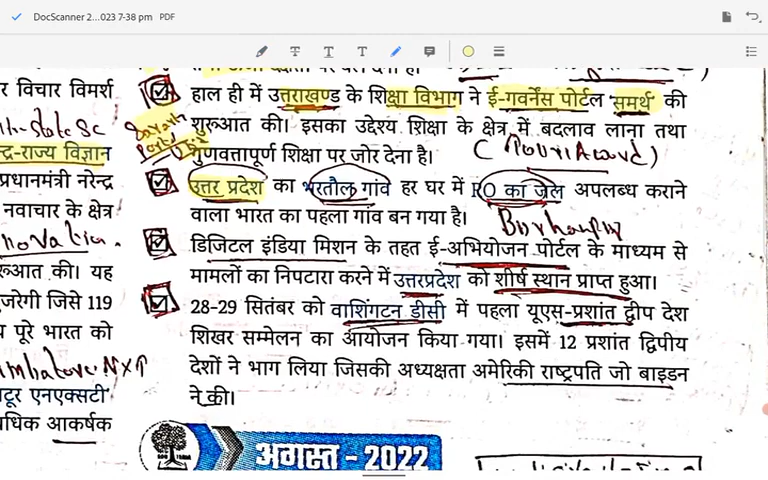 DocScanner 2...023 7-38 pm PDF
र विचार विमर्श
न्द्र-राज्य विज्ञान
प्रधानमंत्री नरेन्द्र
नवाचार के क्षेत्र
novation.
रूआत की। यह
जरेगी जिसे 119
य पूरे भारत को
टूर एनएक्सटी'
धिक आकर्षक
हाल ही में उत्तराखण्ड के शिक्षा विभाग ने ई-गवर्नेंस पोर्टल 'समर्थ' की
शुरूआत की। इसका उद्देश्य शिक्षा के क्षेत्र में बदलाव लाना तथा
गुणवत्तापूर्ण शिक्षा पर जोर देना है।
उत्तर प्रदेश का भरतौल गांव हर घर में RO का जल उपलब्ध कराने
वाला भारत का पहला गांव बन गया है।
डिजिटल इंडिया मिशन के तहत ई-अभियोजन पोर्टल के माध्यम से
मामलों का निपटारा करने में उत्तरप्रदेश को शीर्ष स्थान प्राप्त हुआ।
28-29 सितंबर को वाशिंगटन डीसी में पहला यूएस-प्रशांत द्वीप देश
शिखर सम्मेलन का आयोजन किया गया। इसमें 12 प्रशांत द्विपीय
देशों ने भाग लिया जिसकी अध्यक्षता अमेरिकी राष्ट्रपति जो बाइडन
ने की।
अगस्त - 2022